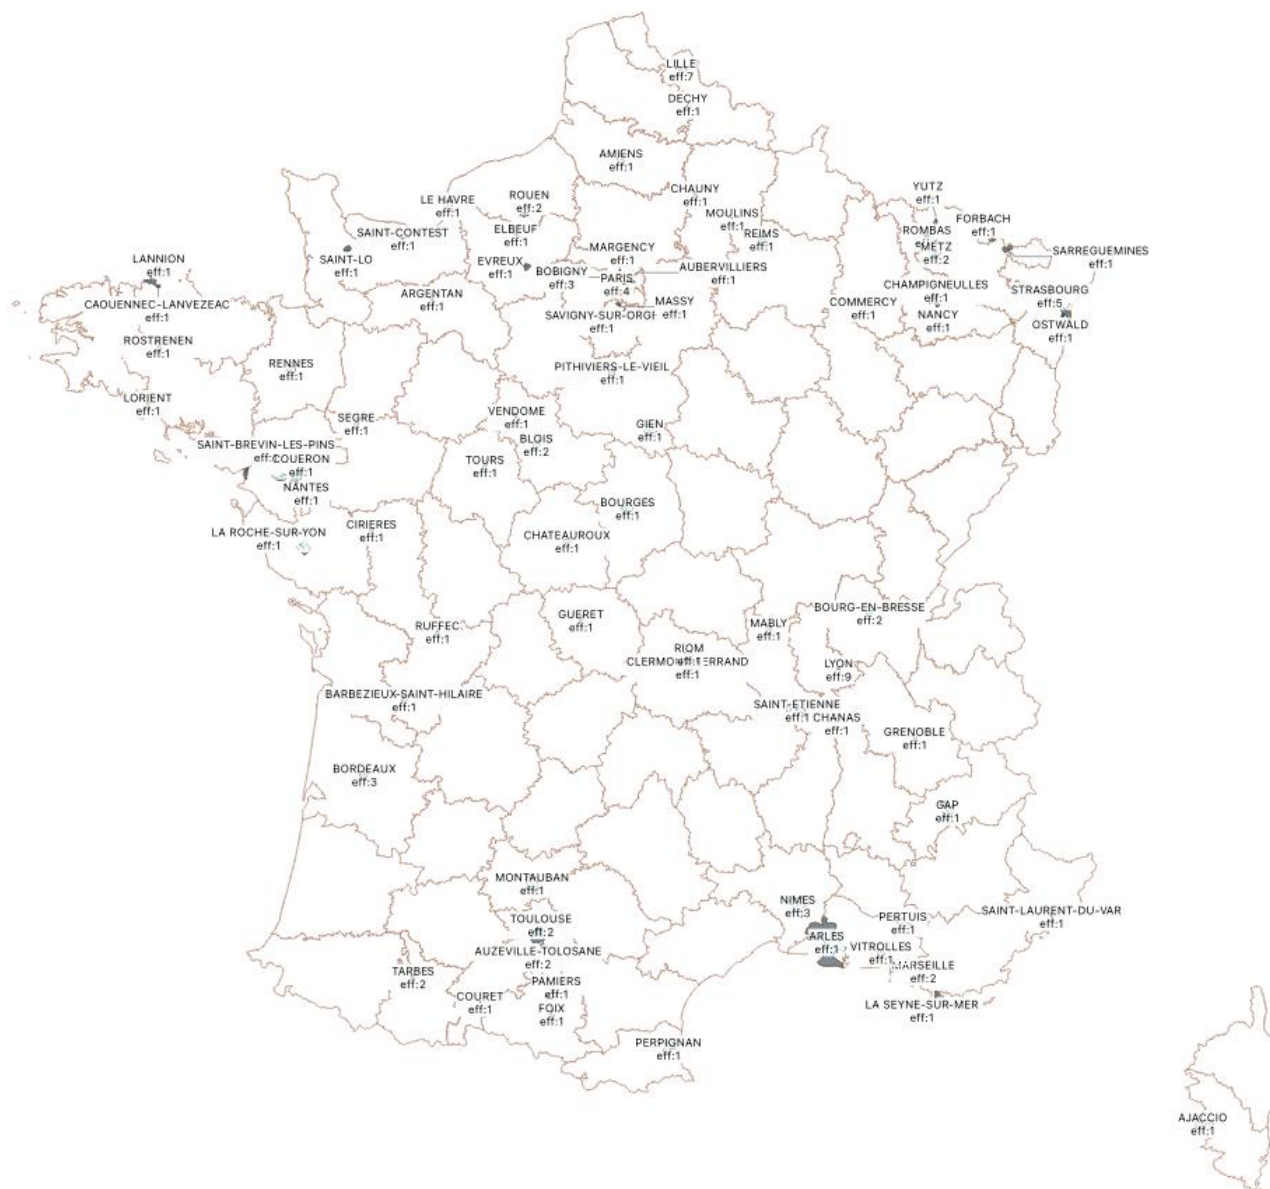 LILLE
eff:7
DECHY
eff:1
AMIENS
eff:1
CHAUNY
eff:1
YUTZ
eff:1
LE HAVRE
eff:1
ROUEN
eff:2
MOULINS
eff:1
FORBACH
eff:1
SAINT-CONTEST
eff:1
ELBEUF
eff:1
REIMS
eff:1
ROMBAS
METZ
eff:2
MARGENCY
eff:1
SARREGUEMINES
eff:1
LANNION
eff:1
SAINT-LO
eff:1
EVREUX
eff:1
BOBIGNY
eff:3
PARIS
eff:4
AUBERVILLIERS
eff:1
CHAMPIGNEULLES
eff:1
STRASBOURG
eff:5
CAOUENNEC-LANVEZEAC
eff:1
ARGENTAN
eff:1
MASSY
eff:1
COMMERCY
eff:1
SAVIGNY-SUR-ORG
eff:1
NANCY
eff:1
OSTWALD
eff:1
ROSTRENEN
eff:1
RENNES
eff:1
PITHIVIERS-LE-VIEIL
eff:1
LORIENT
eff:1
VENDOME
eff:1
SEGRE
eff:1
GIEN
eff:1
BLOIS
eff:2
SAINT-BREVIN-LES-PINS
COUERON
eff:1
TOURS
eff:1
NANTES
eff:1
BOURGES
eff:1
LA ROCHE-SUR-YON
eff:1
CIRIERES
eff:1
CHATEAUROUX
eff:1
BOURG-EN-BRESSE
eff:2
GUERET
eff:1
RUFFEC
eff:1
MABLY
eff:1
RIOM
eff:1
eff:1
LYON
eff:9
BARBEZIEUX-SAINT-HILAIRE
eff:1
SAINT-ETIENNE
eff:1
CHANAS
eff:1
GRENOBLE
eff:1
BORDEAUX
eff:3
GAP
eff:1
MONTAUBAN
eff:1
NIMES
eff:3
SAINT-LAURENT-DU-VAR
eff:1
TOULOUSE
eff:2
PERTUIS
eff:1
ARLES
eff:1
VITROLLES
eff:1
AUZEVILLE-TOLOSANE
eff:2
MARSEILLE
eff:2
TARBES
eff:2
PAMIERS
eff:1
COURET
eff:1
LA SEYNE-SUR-MER
eff:1
FOIX
eff:1
PERPIGNAN
eff:1
AJACCIO
eff:1